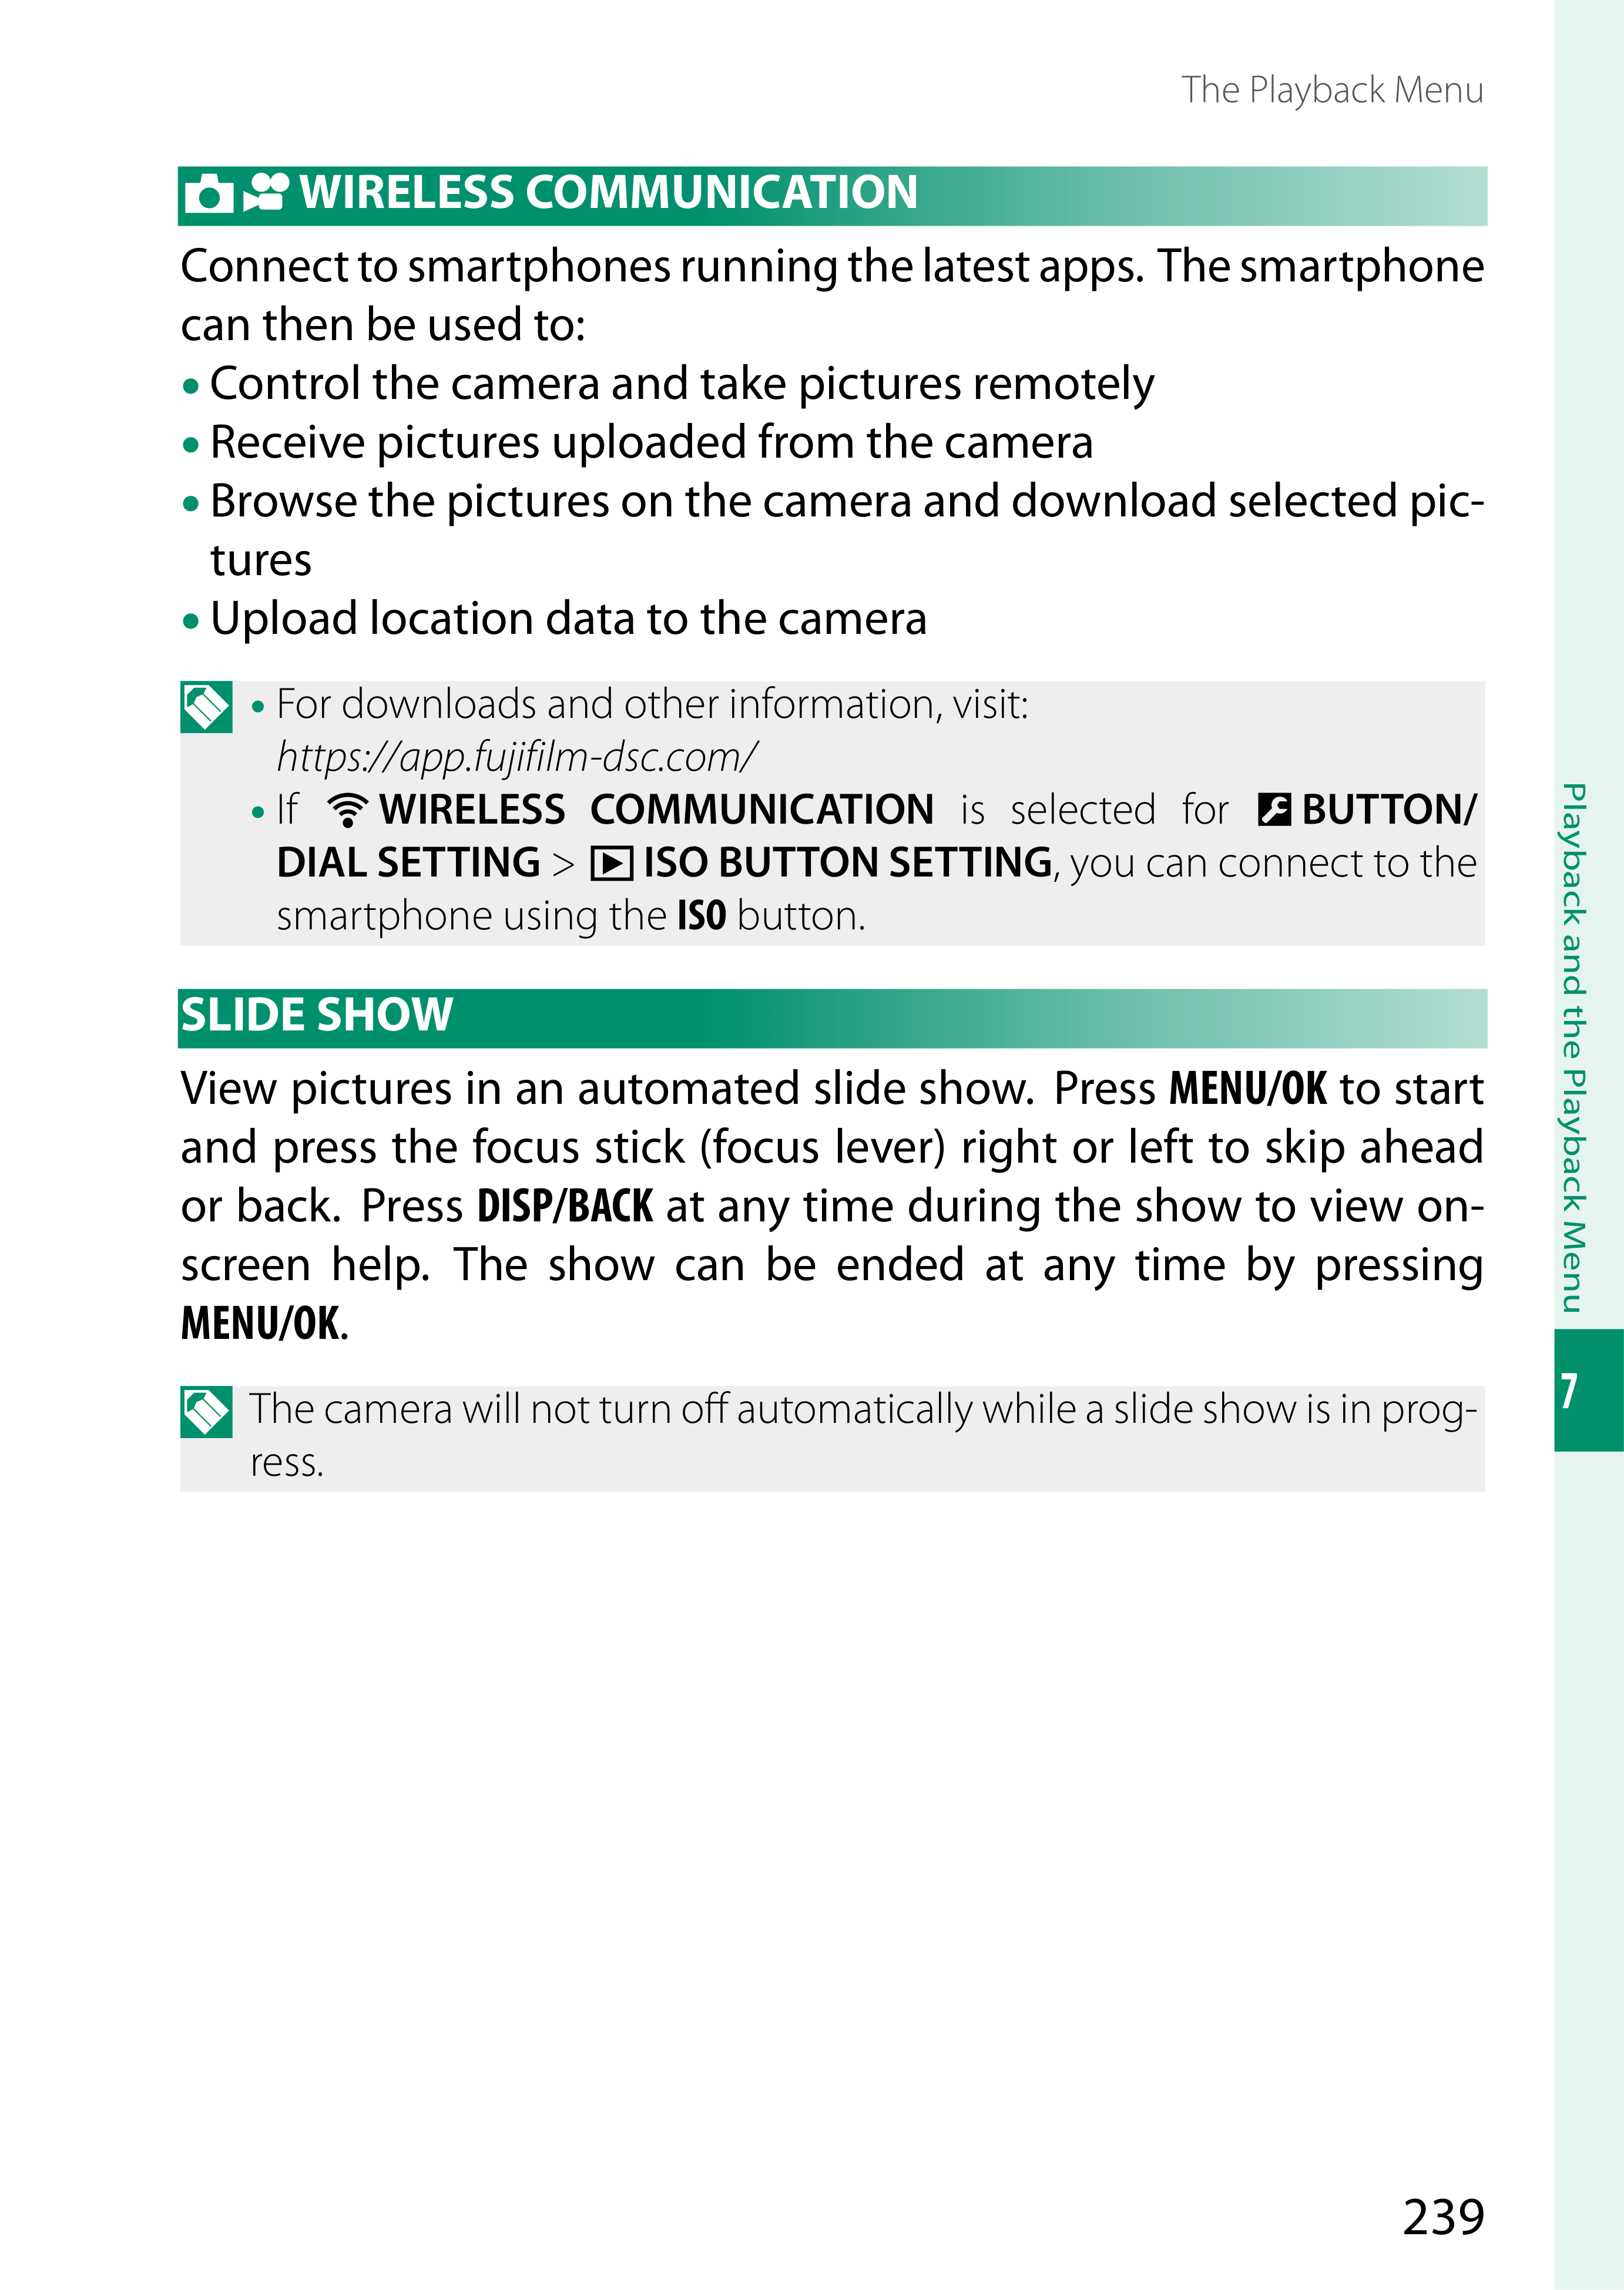 The Playback Menu
WIRELESS COMMUNICATION
Connect to smartphones running the latest apps. The smartphone
can then be used to:
• Control the camera and take pictures remotely
• Receive pictures uploaded from the camera
• Browse the pictures on the camera and download selected pic-
tures
• Upload location data to the camera
• For downloads and other information, visit:
https://app.fujifilm-dsc.com/
• If WIRELESS COMMUNICATION is selected for BUTTON/
DIAL SETTING > ISO BUTTON SETTING, you can connect to the
smartphone using the ISO button.
SLIDE SHOW
View pictures in an automated slide show. Press MENU/OK to start
and press the focus stick (focus lever) right or left to skip ahead
or back. Press DISP/BACK at any time during the show to view on-
screen help. The show can be ended at any time by pressing
MENU/OK.
The camera will not turn off automatically while a slide show is in prog-
ress.
Playback and the Playback Menu
7
239